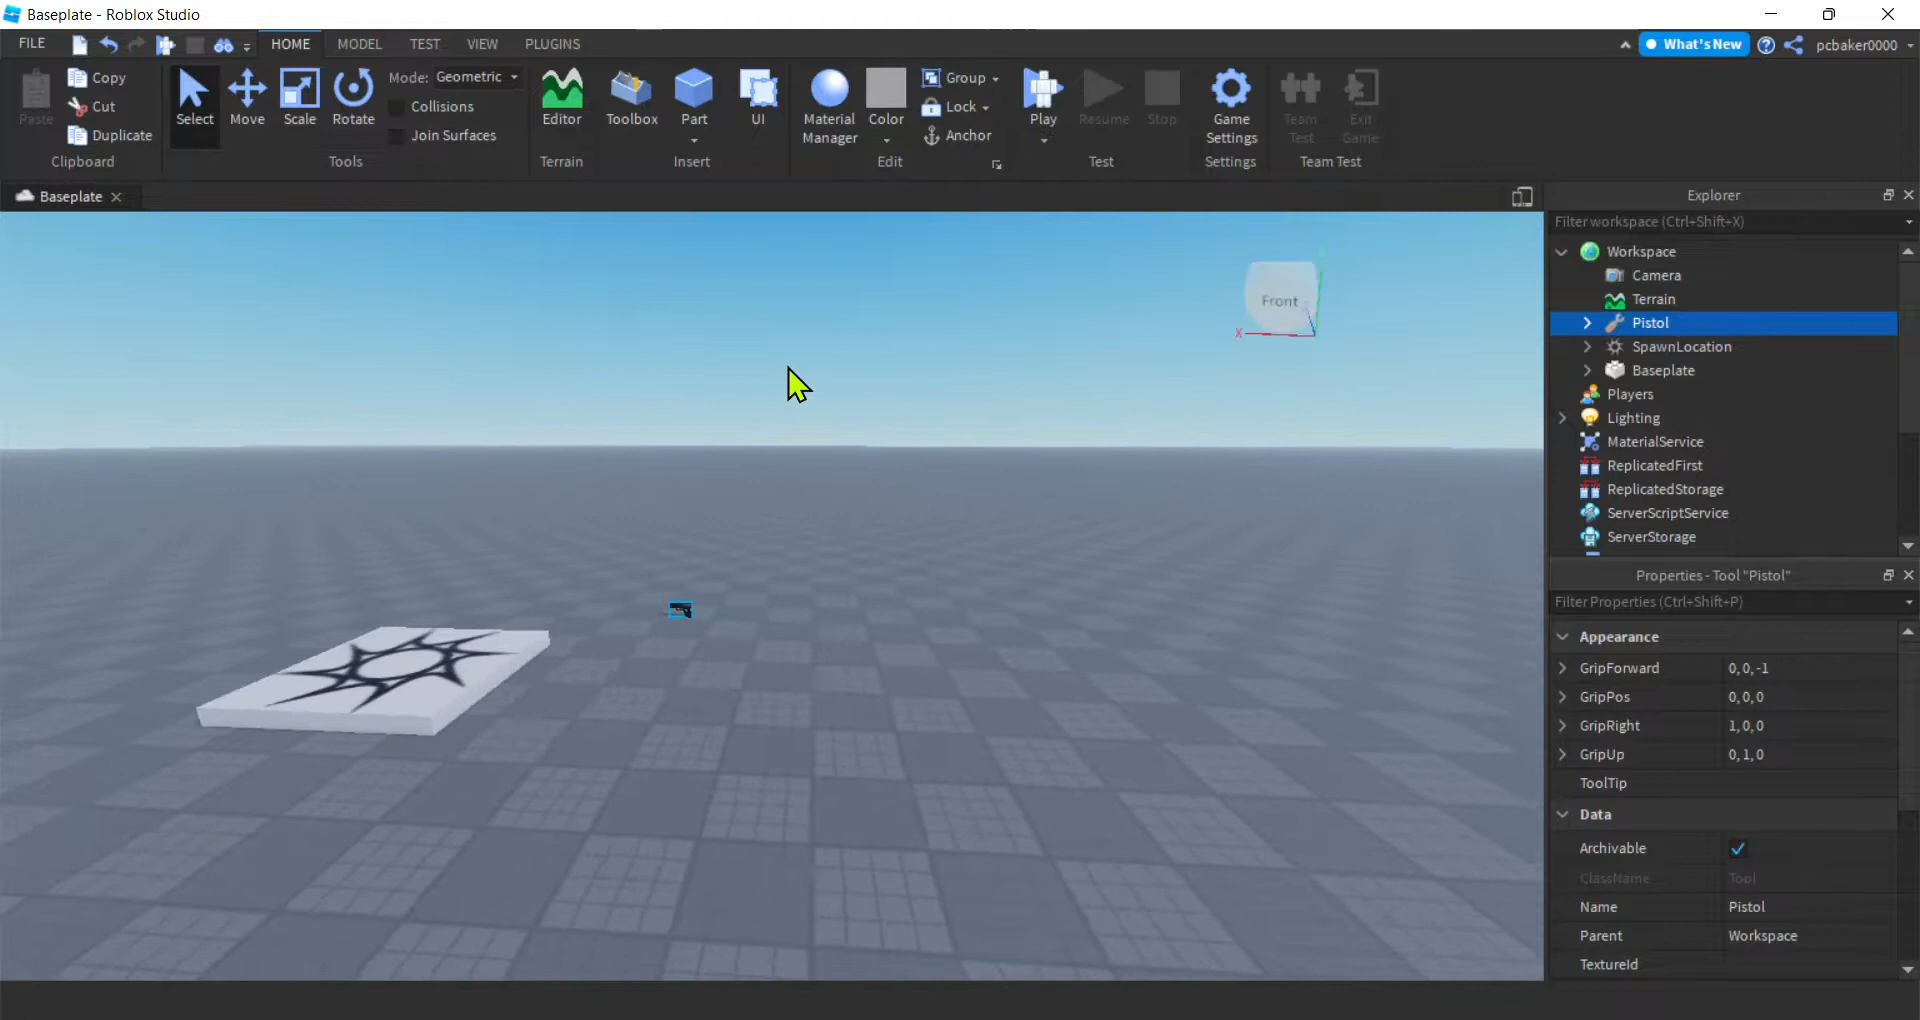 Baseplate - Roblox Studio
FILE HOME MODEL TEST VIEW PLUGINS What's New pcbaker0000
Paste Copy Cut Duplicate
Clipboard
Select Move Scale Rotate
Mode: Geometric
Collisions
Join Surfaces
Tools
Editor
Terrain
Toolbox Part UI
Insert
Material Manager Color
Group
Lock
Anchor
Edit
Play Resume Stop
Test
Game Settings
Settings
Team Test Exit Game
Team Test
Baseplate
Front
X
Explorer
Filter workspace (Ctrl+Shift+X)
Workspace
Camera
Terrain
Pistol
SpawnLocation
Baseplate
Players
Lighting
MaterialService
ReplicatedFirst
ReplicatedStorage
ServerScriptService
ServerStorage
Properties - Tool "Pistol"
Filter Properties (Ctrl+Shift+P)
Appearance
GripForward 0, 0, -1
GripPos 0, 0, 0
GripRight 1, 0, 0
GripUp 0, 1, 0
ToolTip
Data
Archivable
ClassName Tool
Name Pistol
Parent Workspace
TextureId